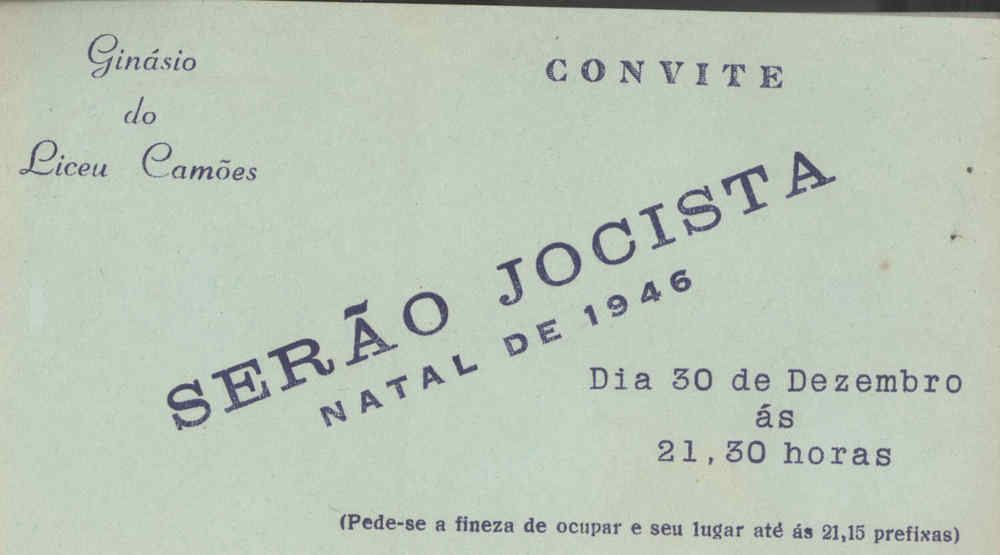 Ginásio
do
Liceu Camões
CONVITE
SERÃO JOCISTA
NATAL DE 1946
Dia 30 de Dezembro
ás
21,30 horas
(Pede-se a fineza de ocupar e seu lugar até ás 21,15 prefixas)